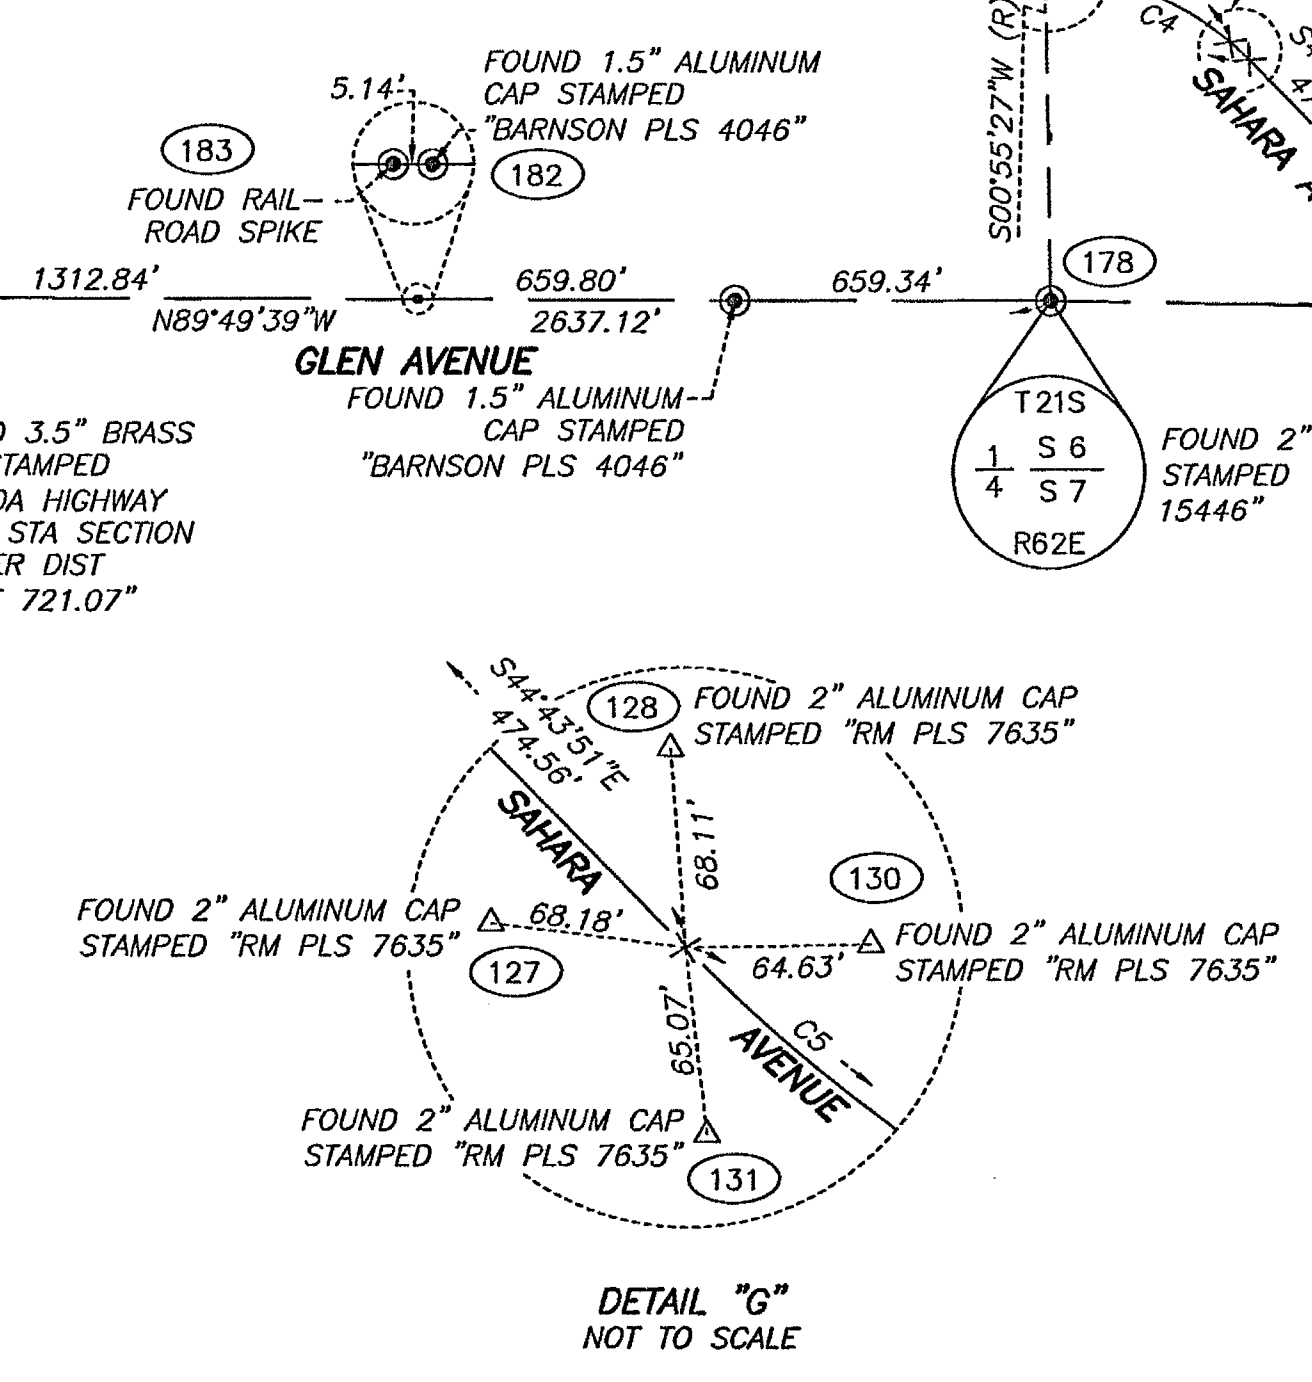 S00°55'27"W (R)
C4
SAHARA
FOUND 1.5" ALUMINUM
CAP STAMPED
"BARNSON PLS 4046"
5.14'
183
182
FOUND RAIL-
ROAD SPIKE
1312.84'
N89°49'39"W
659.80'
2637.12'
659.34'
178
GLEN AVENUE
FOUND 1.5" ALUMINUM
CAP STAMPED
"BARNSON PLS 4046"
3.5" BRASS
STAMPED
HIGHWAY
STA SECTION
DIST
721.07"
T21S
1/4 S 6
S 7
R62E
FOUND 2"
STAMPED
15446"
S44°43'51"E
474.56'
128
FOUND 2" ALUMINUM CAP
STAMPED "RM PLS 7635"
SAHARA
68.11'
130
FOUND 2" ALUMINUM CAP
STAMPED "RM PLS 7635"
68.18'
127
FOUND 2" ALUMINUM CAP
STAMPED "RM PLS 7635"
64.63'
65.07'
C5
AVENUE
FOUND 2" ALUMINUM CAP
STAMPED "RM PLS 7635"
131
DETAIL "G"
NOT TO SCALE